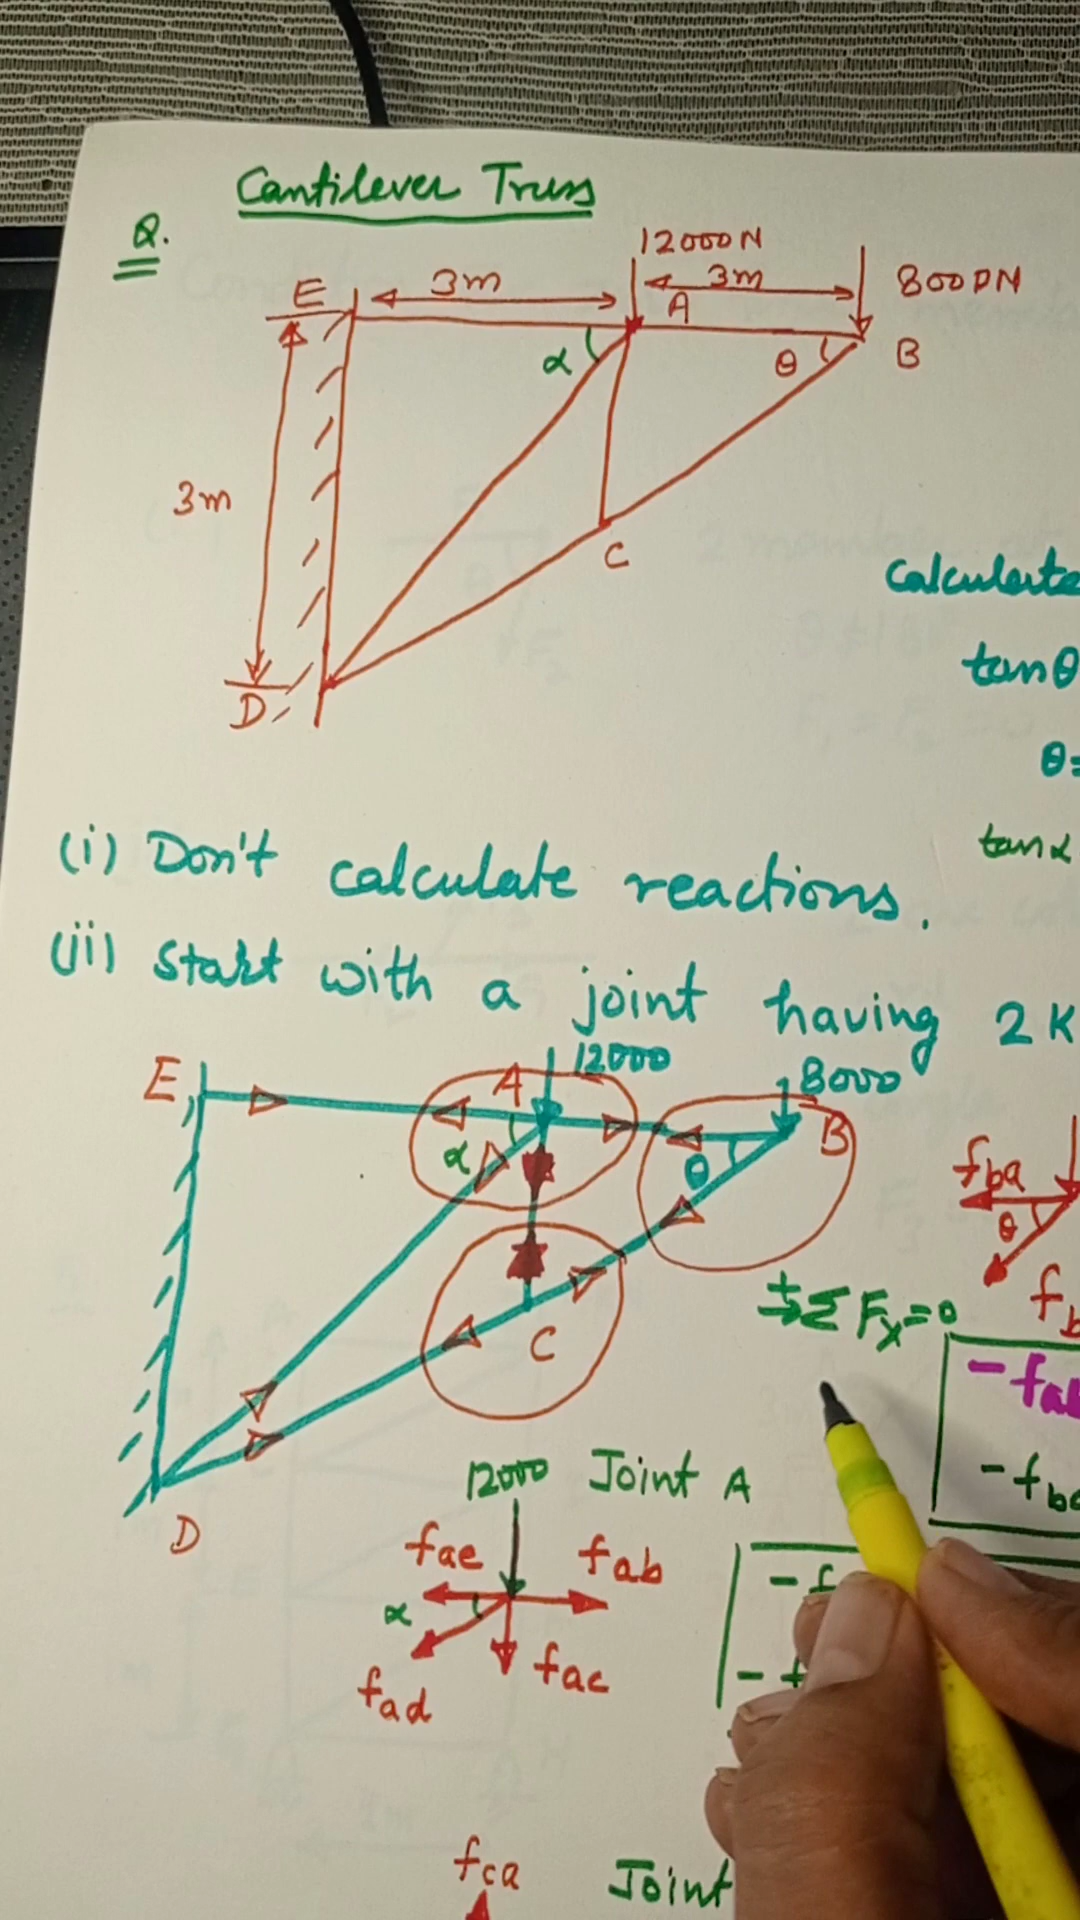 Cantilever Truss
Q.
12000N
E 3m 3m 8000N
A
α θ B
3m
C
Calculate
tanθ
D
θ=
tanα
(i) Don't calculate reactions.
(ii) Start with a joint having 2
12000
E A 8000
α θ B
fba
θ
C
+ΣFx=0
D
12000 Joint A
fae fab
α
fac
fad
fca Joint